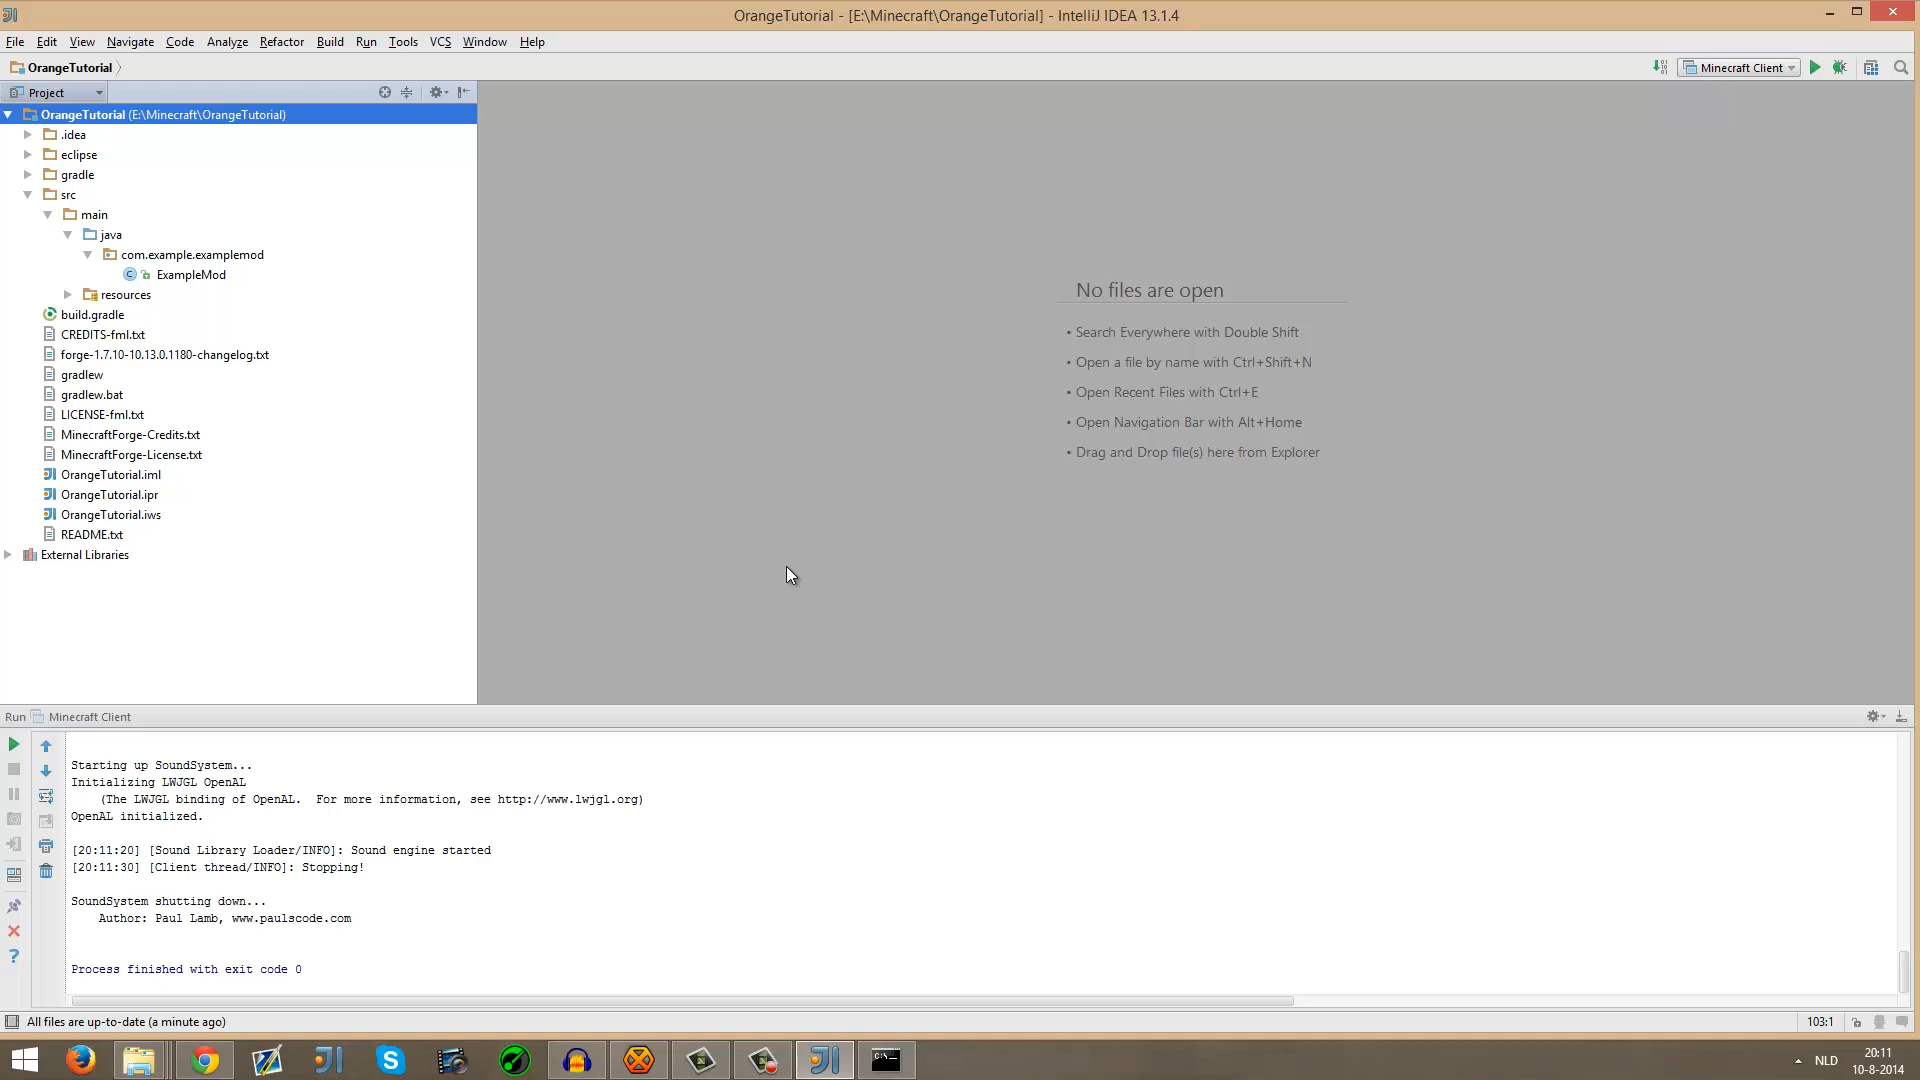 OrangeTutorial - [E:\Minecraft\OrangeTutorial] - IntelliJ IDEA 13.1.4
File Edit View Navigate Code Analyze Refactor Build Run Tools VCS Window Help
OrangeTutorial
Minecraft Client
Project
OrangeTutorial (E:\Minecraft\OrangeTutorial)
.idea
eclipse
gradle
src
main
java
com.example.examplemod
ExampleMod
resources
build.gradle
CREDITS-fml.txt
forge-1.7.10-10.13.0.1180-changelog.txt
gradlew
gradlew.bat
LICENSE-fml.txt
MinecraftForge-Credits.txt
MinecraftForge-License.txt
OrangeTutorial.iml
OrangeTutorial.ipr
OrangeTutorial.iws
README.txt
External Libraries
No files are open
• Search Everywhere with Double Shift
• Open a file by name with Ctrl+Shift+N
• Open Recent Files with Ctrl+E
• Open Navigation Bar with Alt+Home
• Drag and Drop file(s) here from Explorer
Run Minecraft Client
Starting up SoundSystem...
Initializing LWJGL OpenAL
(The LWJGL binding of OpenAL. For more information, see http://www.lwjgl.org)
OpenAL initialized.
[20:11:20] [Sound Library Loader/INFO]: Sound engine started
[20:11:30] [Client thread/INFO]: Stopping!
SoundSystem shutting down...
Author: Paul Lamb, www.paulscode.com
Process finished with exit code 0
All files are up-to-date (a minute ago)
103:1
NLD
20:11
10-8-2014